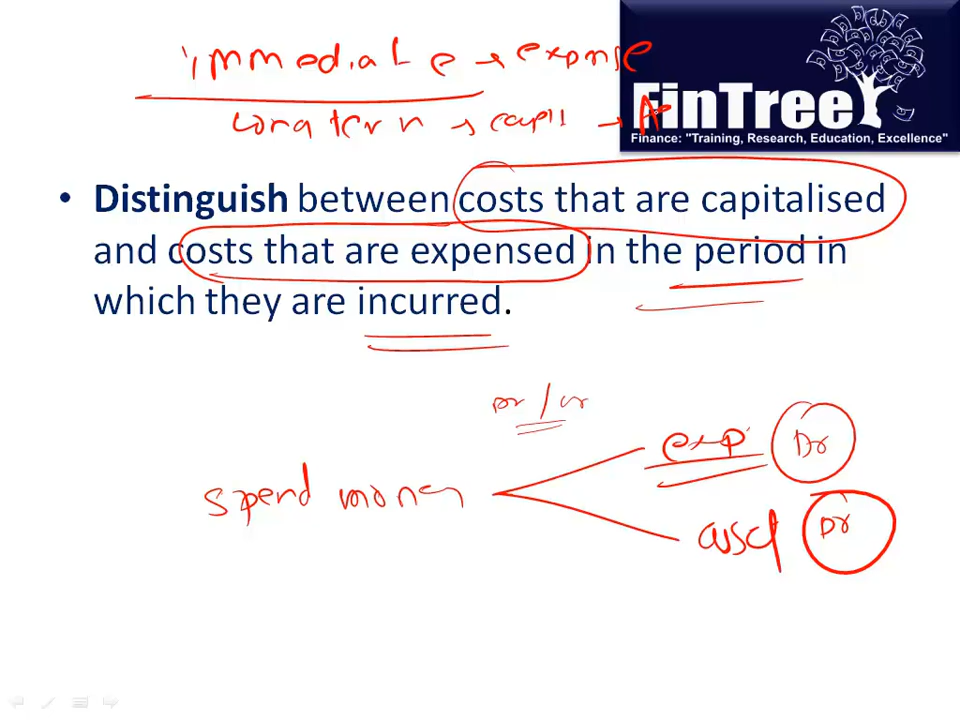 immediate → expense
long term → capit → A
FinTree
Finance: "Training, Research, Education, Excellence"
• Distinguish between costs that are capitalised
and costs that are expensed in the period in
which they are incurred.
Dr / Cr
exp Dr
spend money
asset Dr